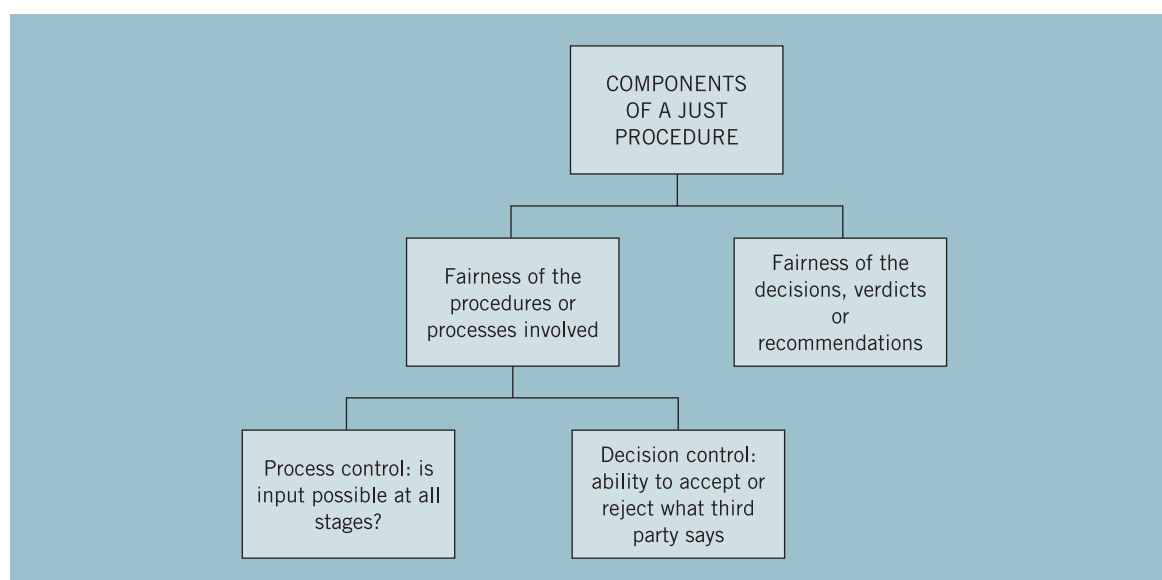 COMPONENTS
OF A JUST
PROCEDURE
Fairness of the
procedures or
processes involved
Fairness of the
decisions, verdicts
or
recommendations
Process control: is
input possible at all
stages?
Decision control:
ability to accept or
reject what third
party says